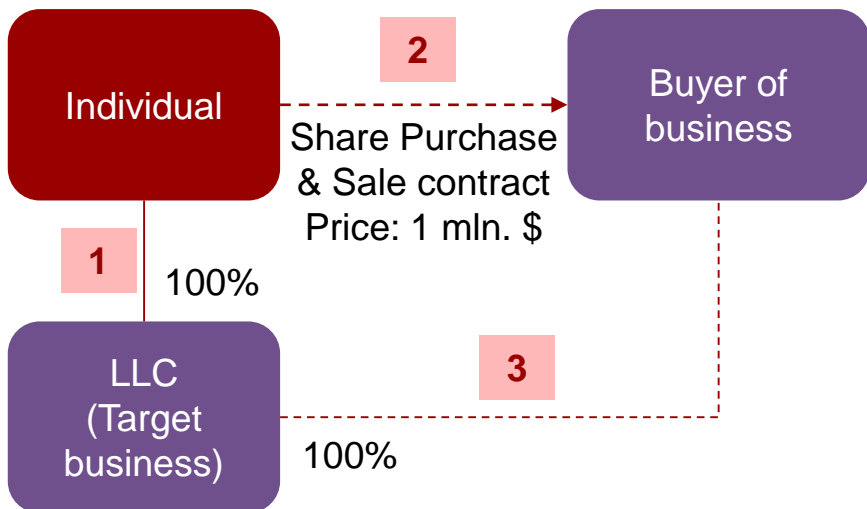 Individual
2
Share Purchase
& Sale contract
Price: 1 mln. $
Buyer of
business
1
100%
LLC
(Target
business)
3
100%